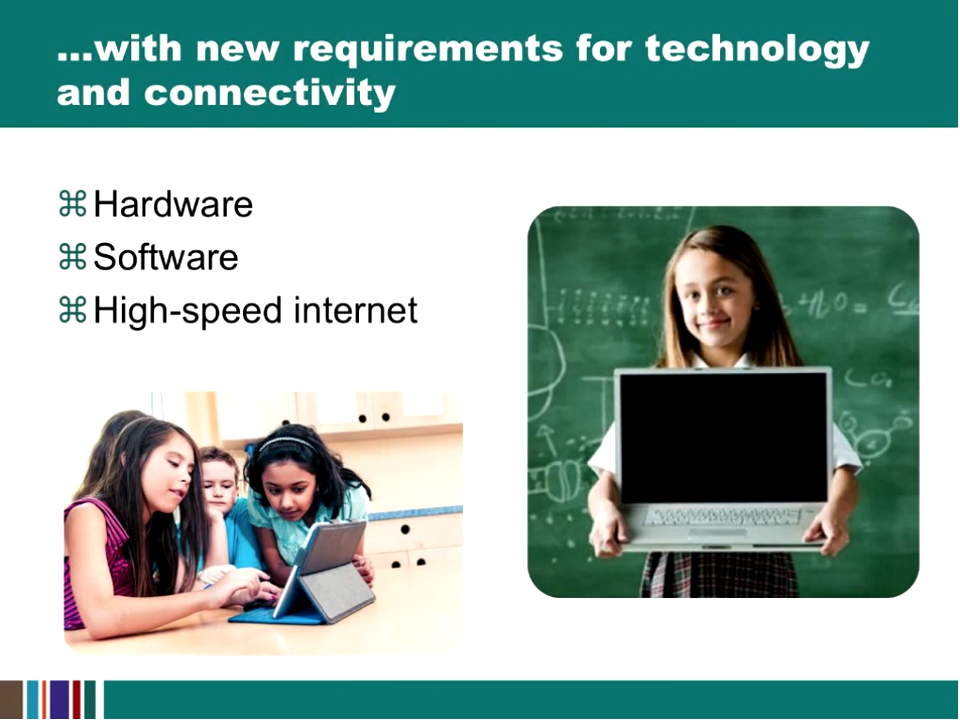 ...with new requirements for technology
and connectivity
⌘Hardware
⌘Software
⌘High-speed internet